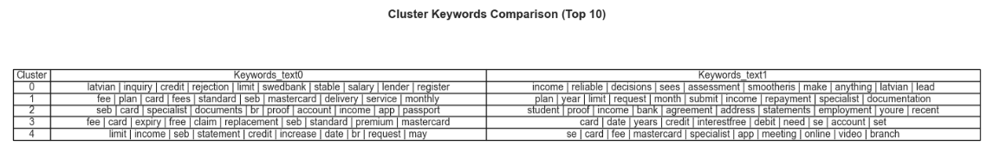 Cluster Keywords Comparison (Top 10)
Cluster Keywords_text0 Keywords_text1
0 latvian | inquiry | credit | rejection | limit | swedbank | stable | salary | lender | register income | reliable | decisions | sees | assessment | smootheris | make | anything | latvian | lead
1 fee | plan | card | fees | standard | seb | mastercard | delivery | service | monthly plan | year | limit | request | month | submit | income | repayment | specialist | documentation
2 seb | card | specialist | documents | br | proof | account | income | app | passport student | proof | income | bank | agreement | address | statements | employment | youre | recent
3 fee | card | expiry | free | claim | replacement | seb | standard | premium | mastercard card | date | years | credit | interestfree | debit | need | se | account | set
4 limit | income | seb | statement | credit | increase | date | br | request | may se | card | fee | mastercard | specialist | app | meeting | online | video | branch